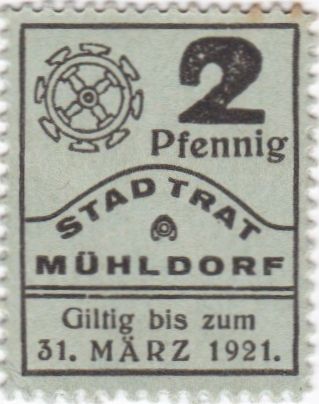 2
Pfennig
STADTRAT
MÜHLDORF
Giltig bis zum
31. MÄRZ 1921.